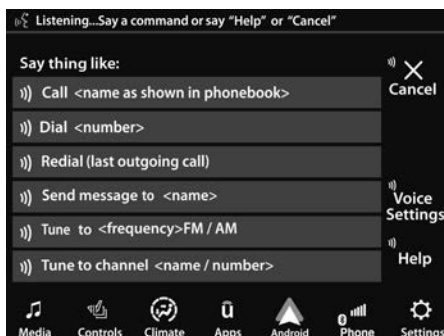 Listening...Say a command or say “Help” or “Cancel”
Say thing like:
Cancel
Call <name as shown in phonebook>
Dial <number>
Redial (last outgoing call)
Send message to <name>
Voice
Settings
Tune to <frequency>FM / AM
Help
Tune to channel <name / number>
Media Controls Climate Apps Android Phone Settings